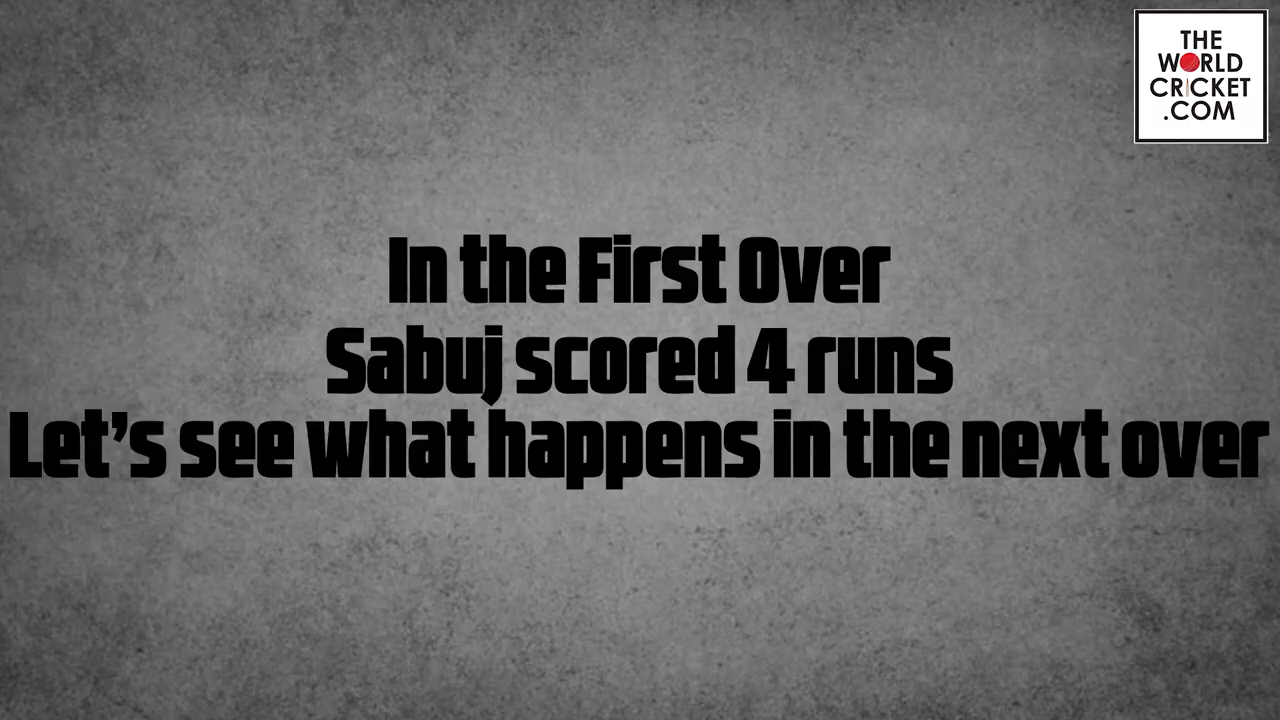 THE
WORLD
CRICKET
.COM
In the First Over
Sabuj scored 4 runs
Let's see what happens in the next over